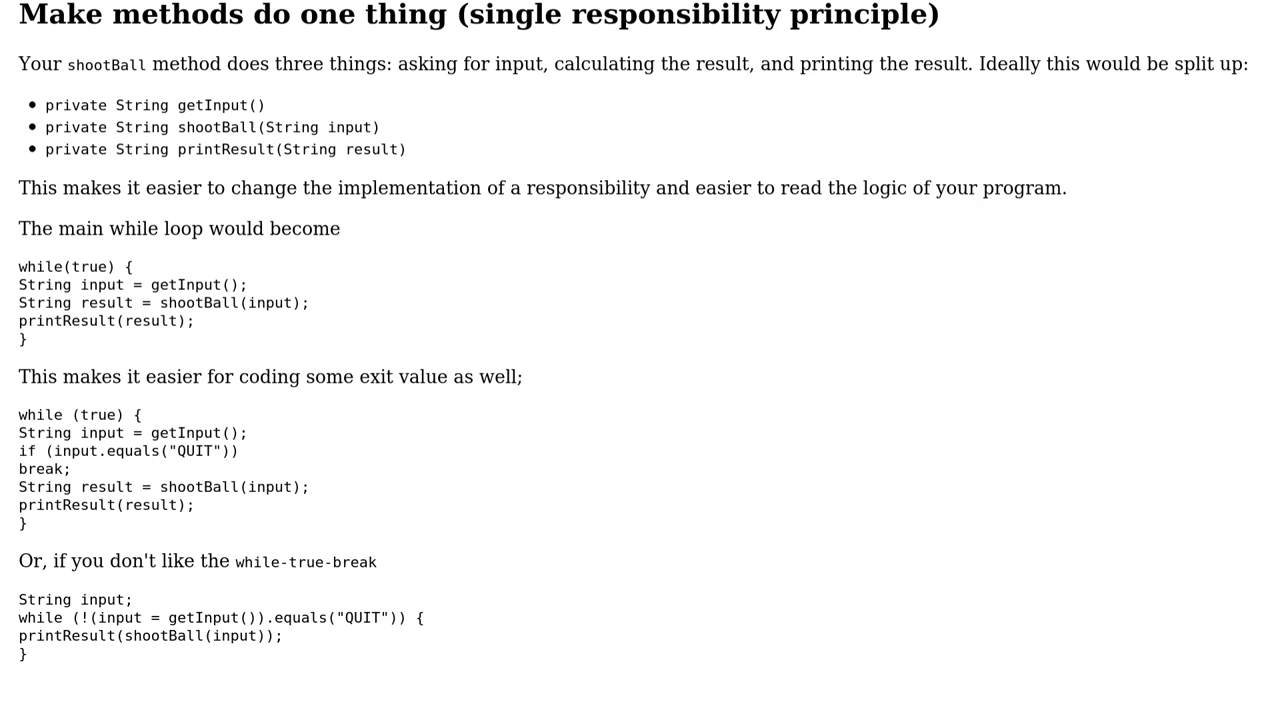 Make methods do one thing (single responsibility principle)
Your shootBall method does three things: asking for input, calculating the result, and printing the result. Ideally this would be split up:
• private String getInput()
• private String shootBall(String input)
• private String printResult(String result)
This makes it easier to change the implementation of a responsibility and easier to read the logic of your program.
The main while loop would become
while(true) {
String input = getInput();
String result = shootBall(input);
printResult(result);
}
This makes it easier for coding some exit value as well;
while (true) {
String input = getInput();
if (input.equals("QUIT"))
break;
String result = shootBall(input);
printResult(result);
}
Or, if you don't like the while-true-break
String input;
while (!(input = getInput()).equals("QUIT")) {
printResult(shootBall(input));
}